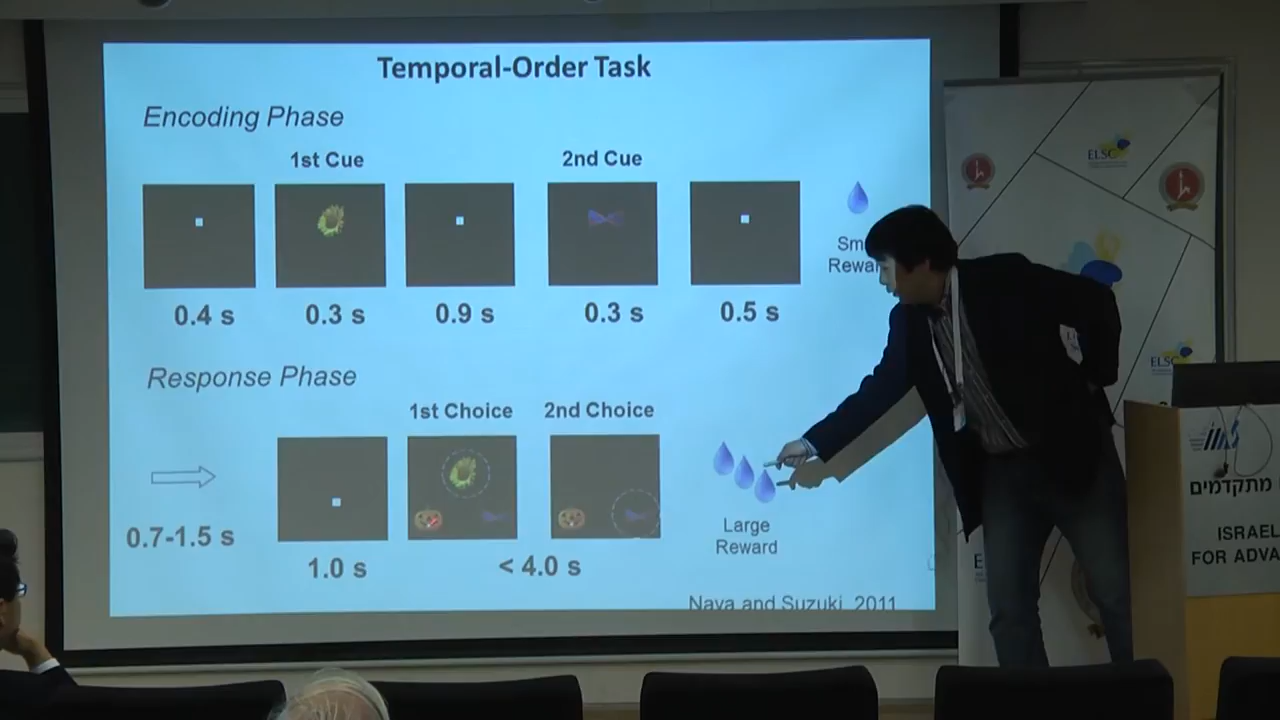 Temporal-Order Task
Encoding Phase
1st Cue
2nd Cue
0.4 s
0.3 s
0.9 s
0.3 s
0.5 s
Response Phase
1st Choice
2nd Choice
0.7-1.5 s
1.0 s
< 4.0 s
Large
Reward
Naya and Suzuki, 2011
ELSC
ELSC
מתקדמים
ISRAEL
FOR ADVA